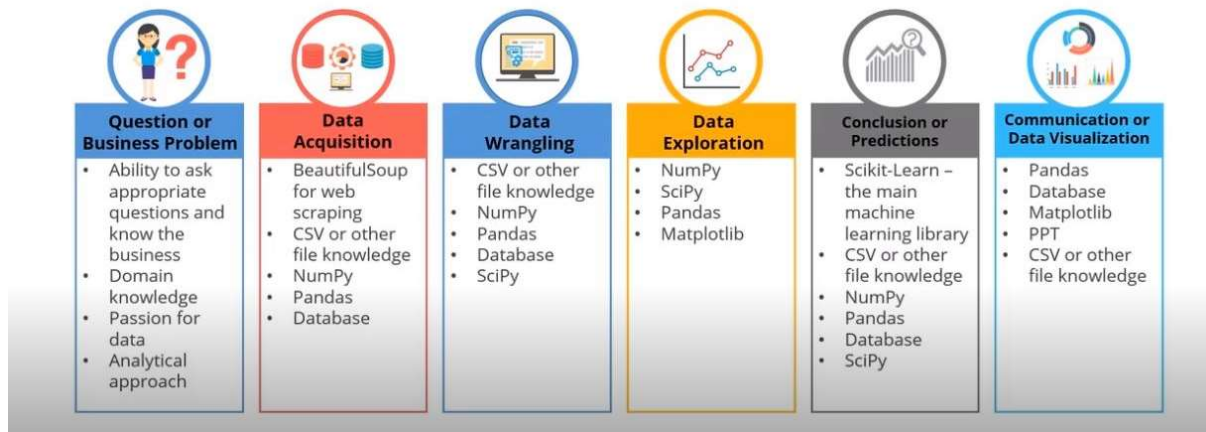 Question or
Business Problem
• Ability to ask
appropriate
questions and
know the
business
• Domain
knowledge
• Passion for
data
• Analytical
approach
Data
Acquisition
• BeautifulSoup
for web
scraping
• CSV or other
file knowledge
• NumPy
• Pandas
• Database
Data
Wrangling
• CSV or other
file knowledge
• NumPy
• Pandas
• Database
• SciPy
Data
Exploration
• NumPy
• SciPy
• Pandas
• Matplotlib
Conclusion or
Predictions
• Scikit-Learn –
the main
machine
learning library
• CSV or other
file knowledge
• NumPy
• Pandas
• Database
• SciPy
Communication or
Data Visualization
• Pandas
• Database
• Matplotlib
• PPT
• CSV or other
file knowledge